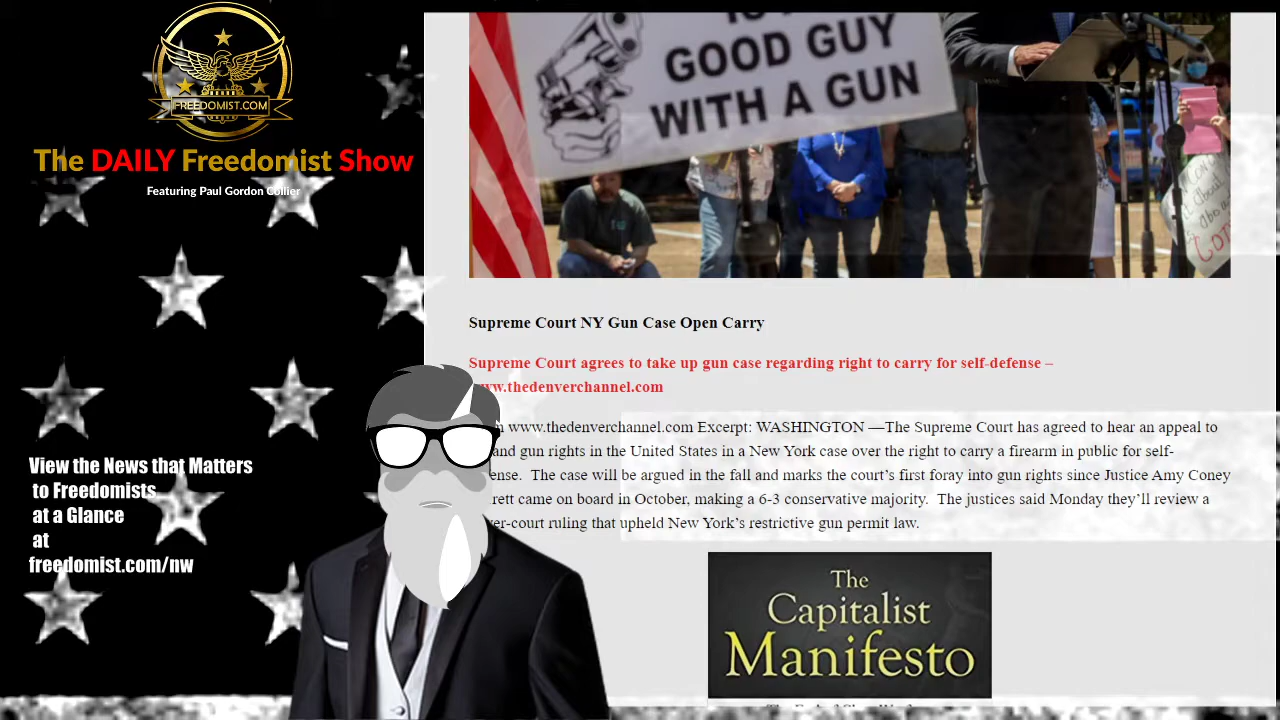 FREEDOMIST.COM
The DAILY Freedomist Show
Featuring Paul Gordon Collier
View the News that Matters
to Freedomists
at a Glance
at
freedomist.com/nw
GOOD GUY
WITH A GUN
Supreme Court NY Gun Case Open Carry
Supreme Court agrees to take up gun case regarding right to carry for self-defense –
www.thedenverchannel.com
www.thedenverchannel.com Excerpt: WASHINGTON —The Supreme Court has agreed to hear an appeal to
and gun rights in the United States in a New York case over the right to carry a firearm in public for self-
ense. The case will be argued in the fall and marks the court's first foray into gun rights since Justice Amy Coney
rett came on board in October, making a 6-3 conservative majority. The justices said Monday they'll review a
er-court ruling that upheld New York's restrictive gun permit law.
The
Capitalist
Manifesto